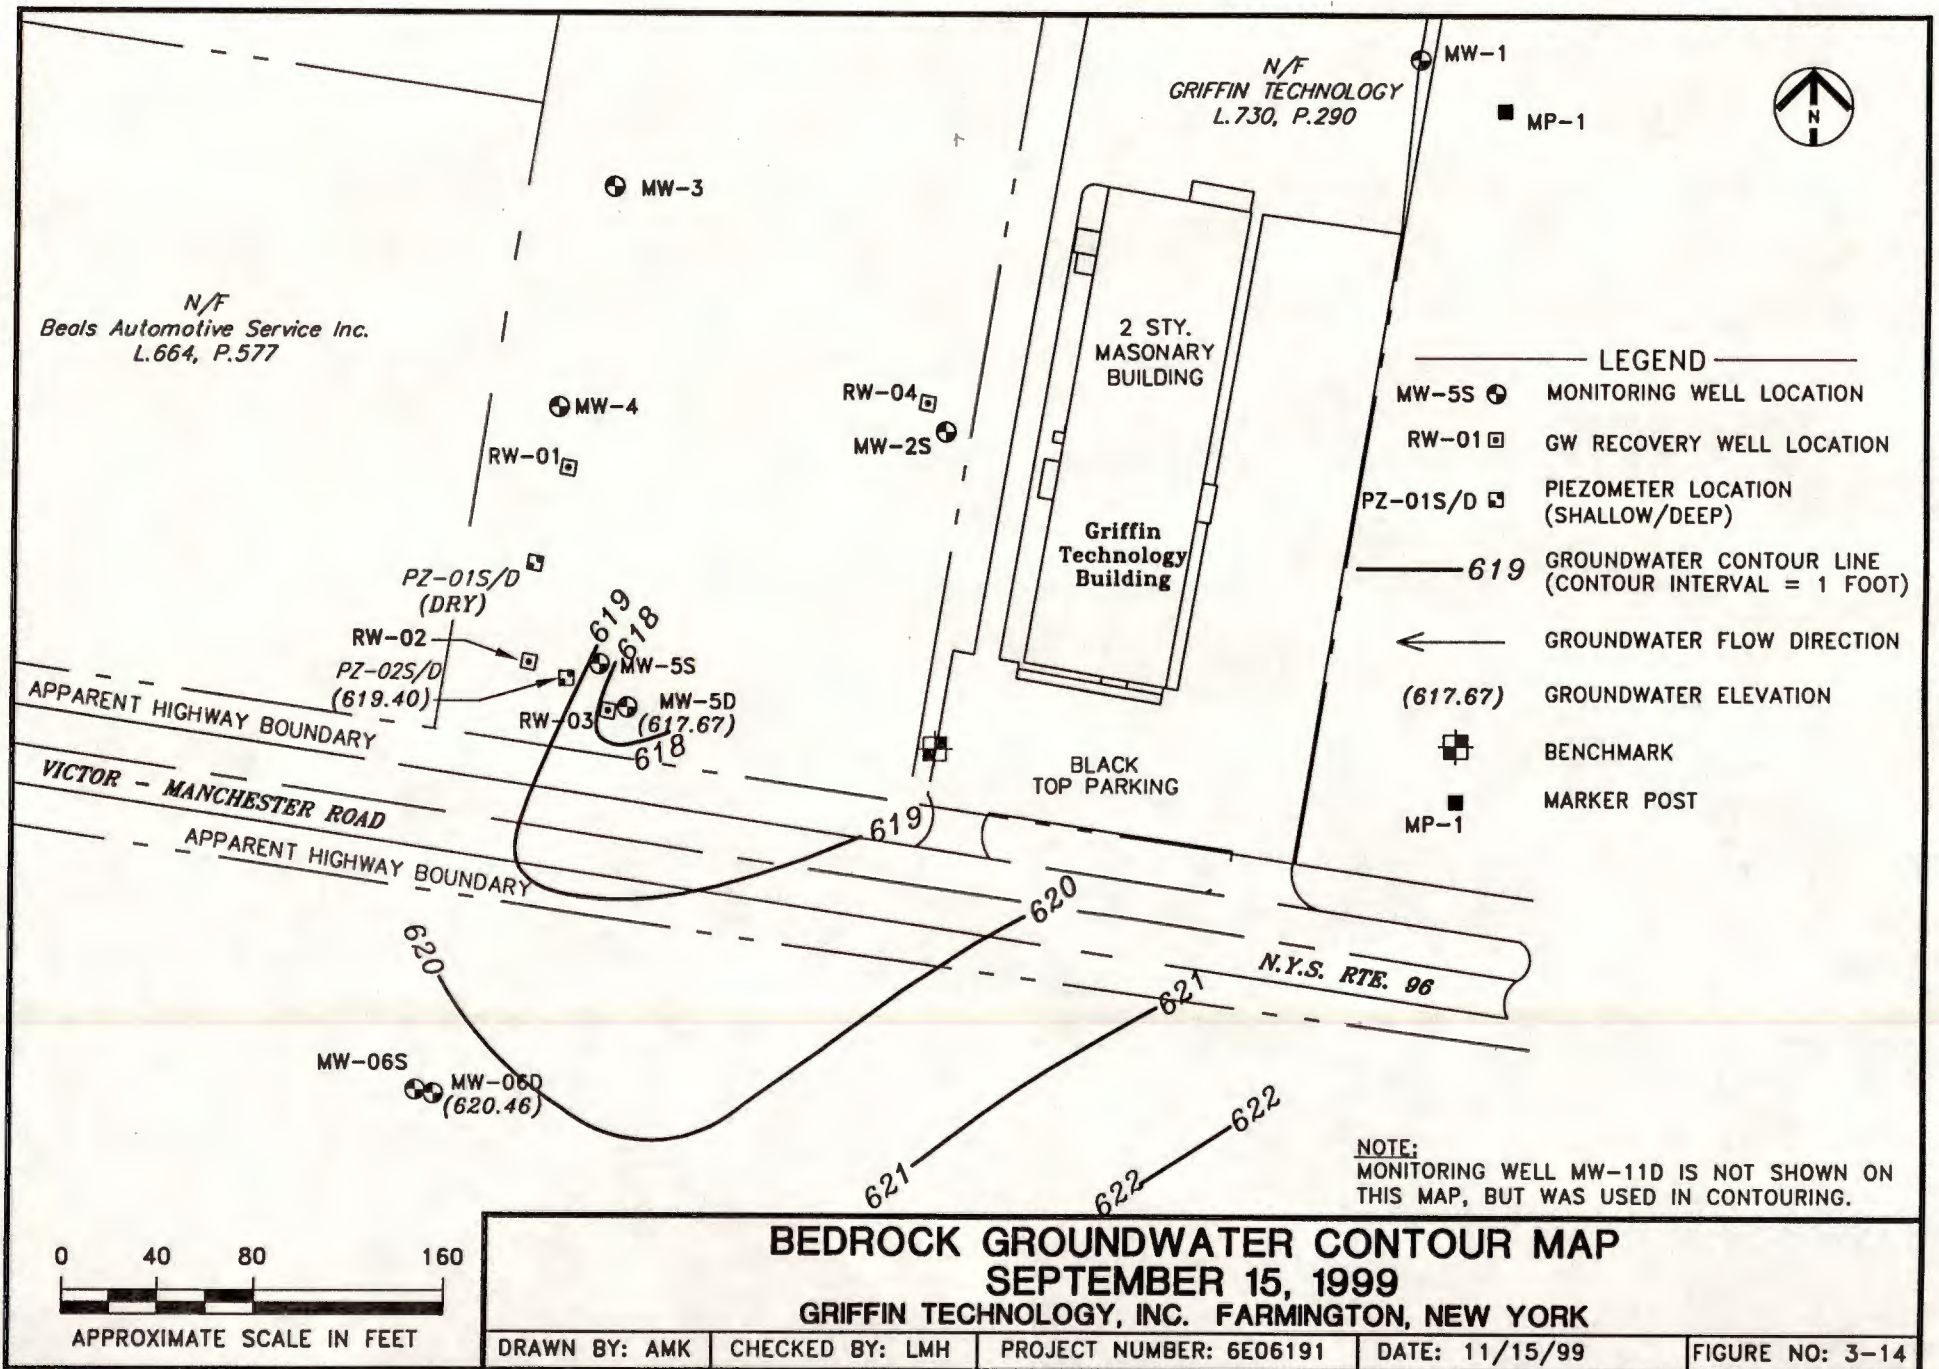 MW-1
N/F
GRIFFIN TECHNOLOGY
L.730, P.290
MP-1
N
MW-3
N/F
Beals Automotive Service Inc.
L.664, P.577
2 STY.
MASONARY
BUILDING
MW-4
RW-04
MW-2S
RW-01
Griffin
Technology
Building
LEGEND
MW-5S MONITORING WELL LOCATION
RW-01 GW RECOVERY WELL LOCATION
PZ-01S/D PIEZOMETER LOCATION
(SHALLOW/DEEP)
619 GROUNDWATER CONTOUR LINE
(CONTOUR INTERVAL = 1 FOOT)
GROUNDWATER FLOW DIRECTION
(617.67) GROUNDWATER ELEVATION
BENCHMARK
MARKER POST
MP-1
PZ-01S/D
(DRY)
619
618
RW-02
MW-5S
PZ-02S/D
(619.40)
MW-5D
(617.67)
RW-03
618
APPARENT HIGHWAY BOUNDARY
BLACK
TOP PARKING
VICTOR - MANCHESTER ROAD
619
APPARENT HIGHWAY BOUNDARY
620
620
N.Y.S. RTE. 96
621
MW-06S
MW-06D
(620.46)
622
621
622
NOTE:
MONITORING WELL MW-11D IS NOT SHOWN ON
THIS MAP, BUT WAS USED IN CONTOURING.
0 40 80 160
APPROXIMATE SCALE IN FEET
BEDROCK GROUNDWATER CONTOUR MAP
SEPTEMBER 15, 1999
GRIFFIN TECHNOLOGY, INC. FARMINGTON, NEW YORK
DRAWN BY: AMK
CHECKED BY: LMH
PROJECT NUMBER: 6E06191
DATE: 11/15/99
FIGURE NO: 3-14